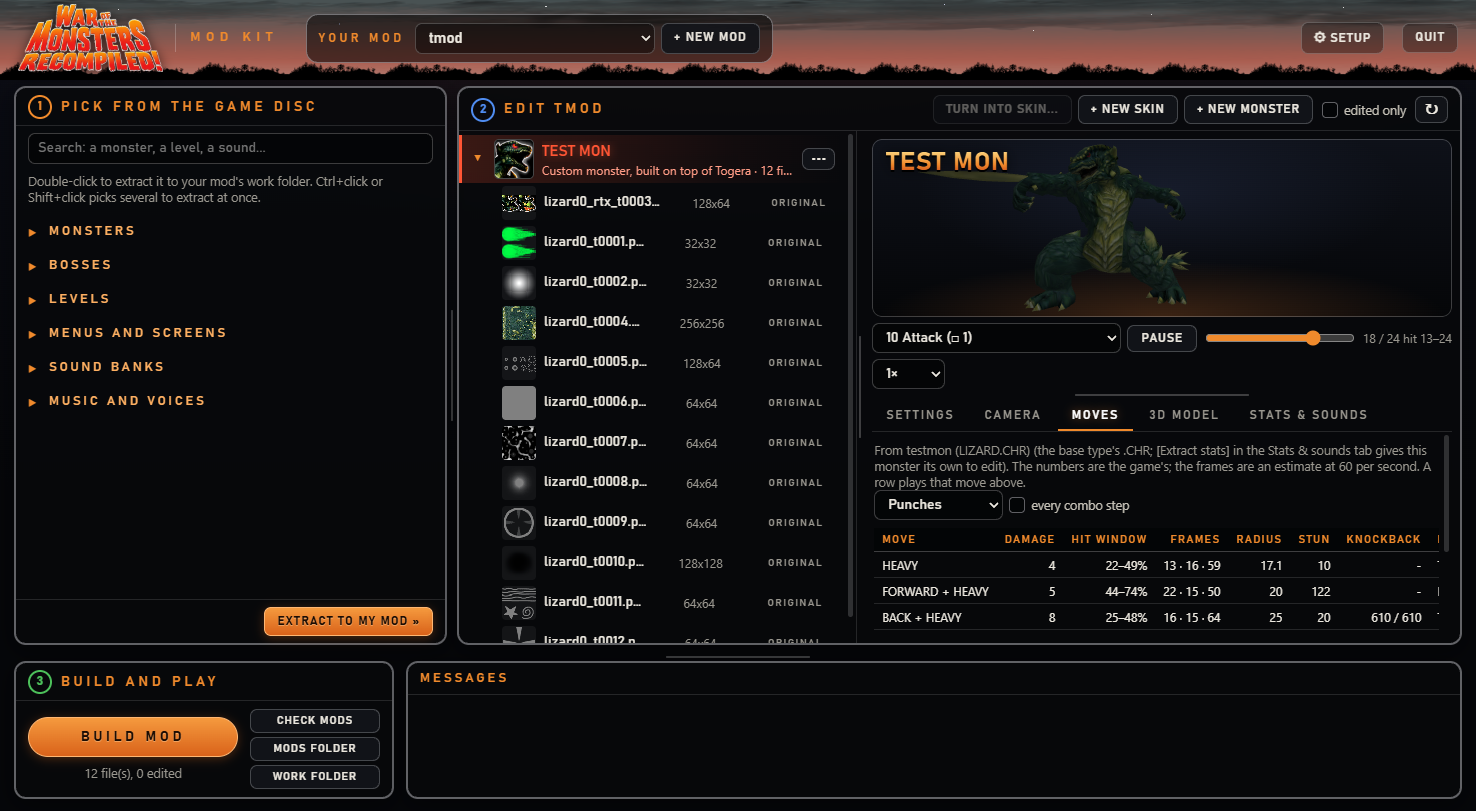 WAR OF THE MONSTERS RECOMPILED!
MOD KIT
YOUR MOD
tmod
+ NEW MOD
SETUP
QUIT
1 PICK FROM THE GAME DISC
Search: a monster, a level, a sound...
Double-click to extract it to your mod's work folder. Ctrl+click or
Shift+click picks several to extract at once.
MONSTERS
BOSSES
LEVELS
MENUS AND SCREENS
SOUND BANKS
MUSIC AND VOICES
EXTRACT TO MY MOD »
2 EDIT TMOD
TURN INTO SKIN...
+ NEW SKIN
+ NEW MONSTER
edited only
TEST MON
Custom monster, built on top of Togera · 12 fi...
lizard0_rtx_t0003... 128x64 ORIGINAL
lizard0_t0001.p... 32x32 ORIGINAL
lizard0_t0002.p... 32x32 ORIGINAL
lizard0_t0004.... 256x256 ORIGINAL
lizard0_t0005.p... 128x64 ORIGINAL
lizard0_t0006.p... 64x64 ORIGINAL
lizard0_t0007.p... 64x64 ORIGINAL
lizard0_t0008.p... 64x64 ORIGINAL
lizard0_t0009.p... 64x64 ORIGINAL
lizard0_t0010.p... 128x128 ORIGINAL
lizard0_t0011.p... 64x64 ORIGINAL
lizard0_t0012.p... 64x64 ORIGINAL
TEST MON
10 Attack (□ 1)
PAUSE
18 / 24 hit 13–24
1×
SETTINGS CAMERA MOVES 3D MODEL STATS & SOUNDS
From testmon (LIZARD.CHR) (the base type's .CHR; [Extract stats] in the Stats & sounds tab gives this
monster its own to edit). The numbers are the game's; the frames are an estimate at 60 per second. A
row plays that move above.
Punches
every combo step
MOVE DAMAGE HIT WINDOW FRAMES RADIUS STUN KNOCKBACK
HEAVY 4 22–49% 13 · 16 · 59 17.1 10 -
FORWARD + HEAVY 5 44–74% 22 · 15 · 50 20 122 -
BACK + HEAVY 8 25–48% 16 · 15 · 64 25 20 610 / 610
3 BUILD AND PLAY
BUILD MOD
12 file(s), 0 edited
CHECK MODS
MODS FOLDER
WORK FOLDER
MESSAGES